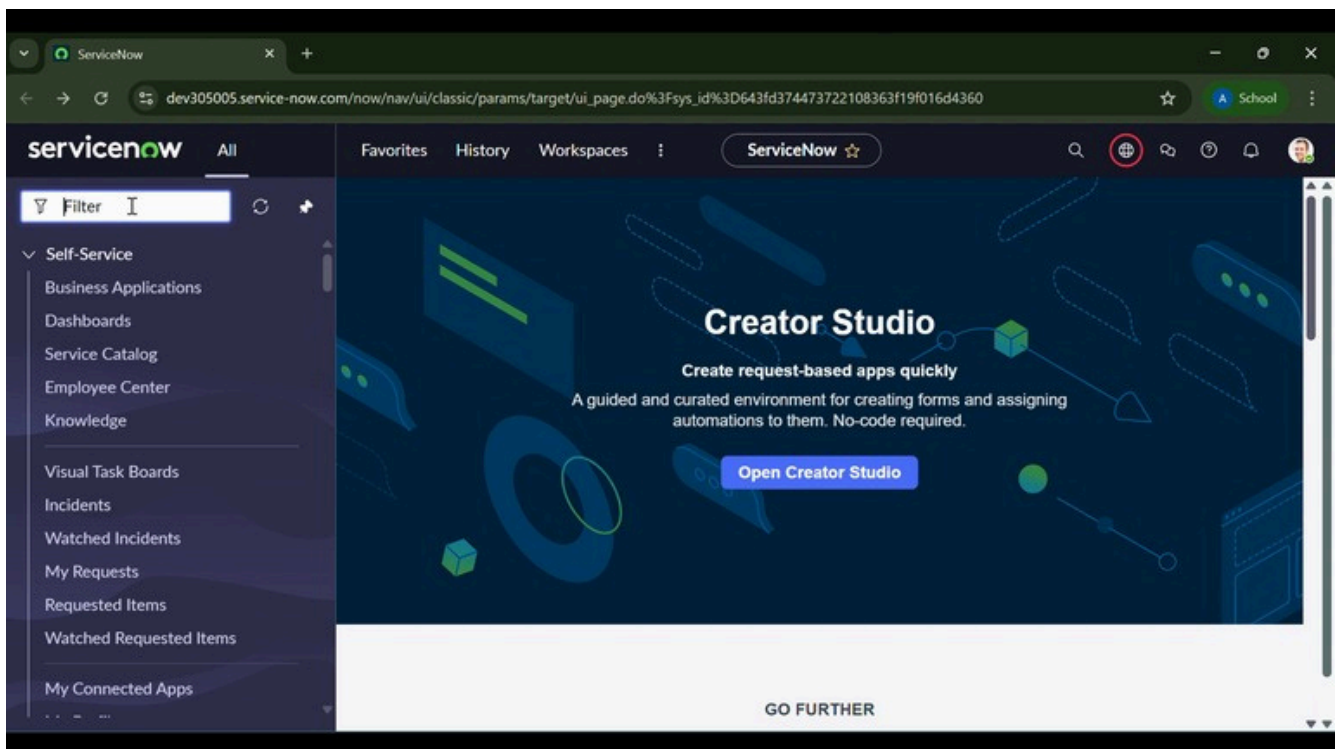 ServiceNow
dev305005.service-now.com/now/nav/ui/classic/params/target/ui_page.do%3Fsys_id%3D643fd374473722108363f19f016d4360
A School
servicenow All Favorites History Workspaces ServiceNow
Filter
Self-Service
Business Applications
Dashboards
Service Catalog
Employee Center
Knowledge
Visual Task Boards
Incidents
Watched Incidents
My Requests
Requested Items
Watched Requested Items
My Connected Apps
Creator Studio
Create request-based apps quickly
A guided and curated environment for creating forms and assigning
automations to them. No-code required.
Open Creator Studio
GO FURTHER